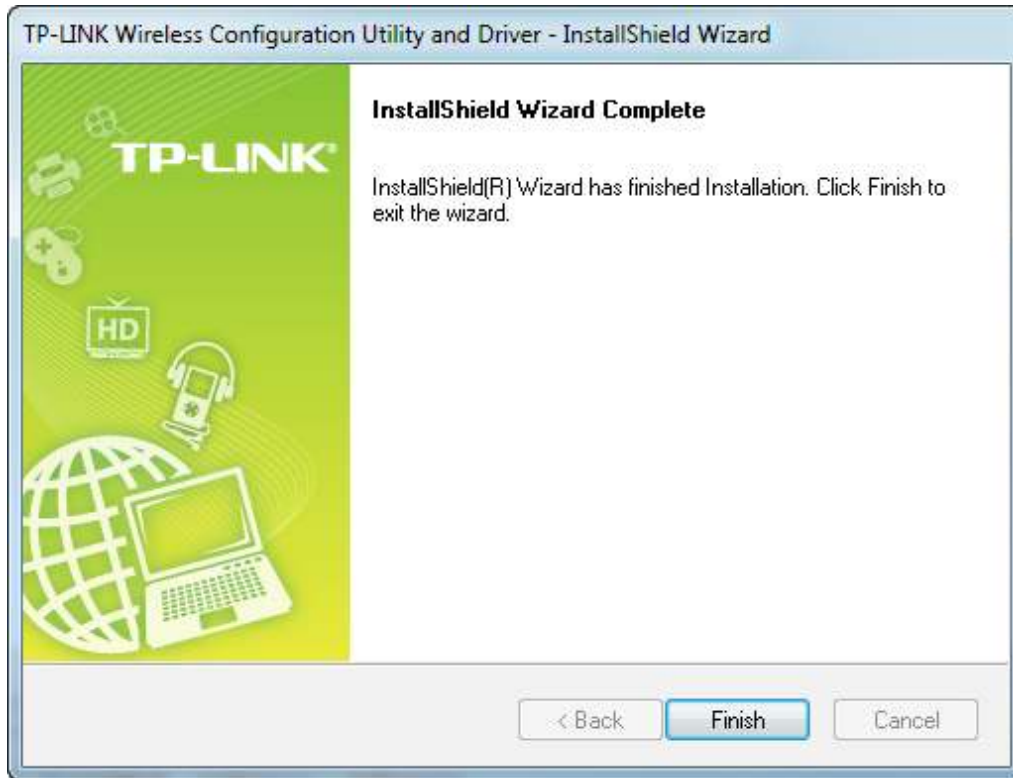 TP-LINK Wireless Configuration Utility and Driver - InstallShield Wizard
TP-LINK®
HD
InstallShield Wizard Complete
InstallShield(R) Wizard has finished Installation. Click Finish to
exit the wizard.
< Back
Finish
Cancel